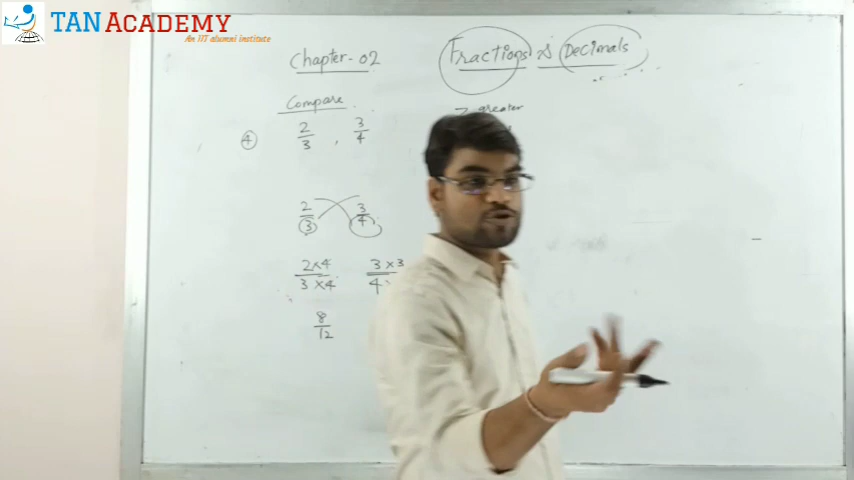 TAN ACADEMY
An IIT alumni institute
Chapter-02 Fractions & Decimals
Compare greater
4 2/3 , 3/4
2/3 3/4
2×4/3×4 3×3/4
8/12